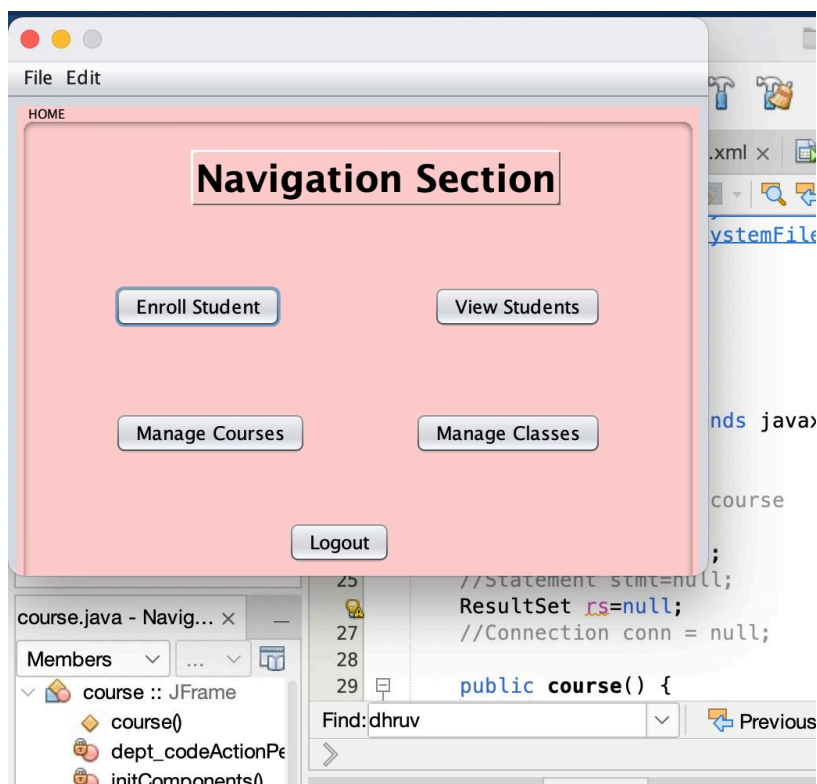 File Edit
HOME
Navigation Section
Enroll Student
View Students
Manage Courses
Manage Classes
Logout
.xml ×
ystemFile
nds javax
course
;
25 //Statement stmt=null;
ResultSet rs=null;
27 //Connection conn = null;
28
29 public course() {
Find: dhruv
Previous
course.java - Navig... ×
Members
...
course :: JFrame
course()
dept_codeActionPe
initComponents()